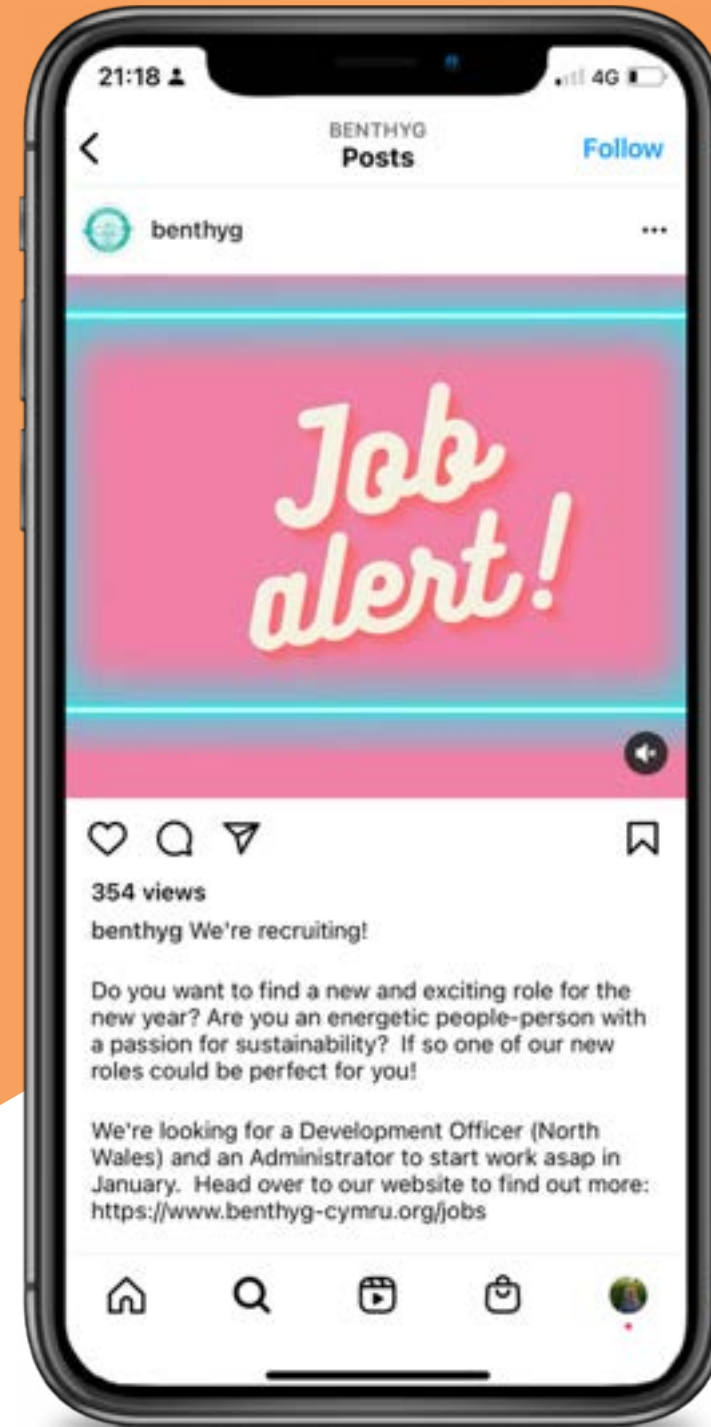 21:18
4G
BENTHYG
Posts
Follow
benthyg
Job
alert!
354 views
benthyg We're recruiting!
Do you want to find a new and exciting role for the
new year? Are you an energetic people-person with
a passion for sustainability?  If so one of our new
roles could be perfect for you!
We're looking for a Development Officer (North
Wales) and an Administrator to start work asap in
January.  Head over to our website to find out more:
https://www.benthyg-cymru.org/jobs